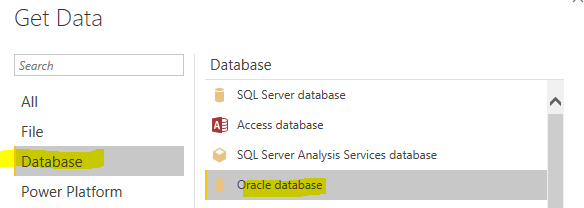 Get Data
Search
All
File
Database
Power Platform
Database
SQL Server database
Access database
SQL Server Analysis Services database
Oracle database